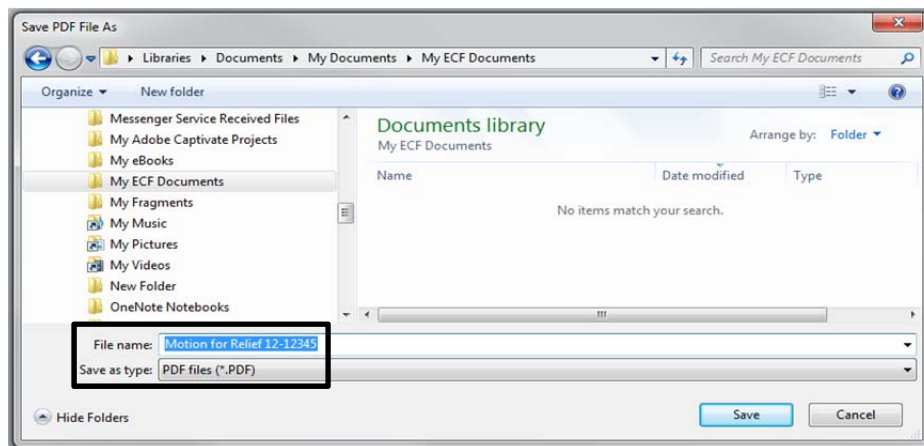 Save PDF File As
Libraries ▸ Documents ▸ My Documents ▸ My ECF Documents
Search My ECF Documents
Organize
New folder
Messenger Service Received Files
My Adobe Captivate Projects
My eBooks
My ECF Documents
My Fragments
My Music
My Pictures
My Videos
New Folder
OneNote Notebooks
Documents library
My ECF Documents
Arrange by: Folder
Name Date modified Type
No items match your search.
File name: Motion for Relief 12-12345
Save as type: PDF files (*.PDF)
Hide Folders
Save
Cancel